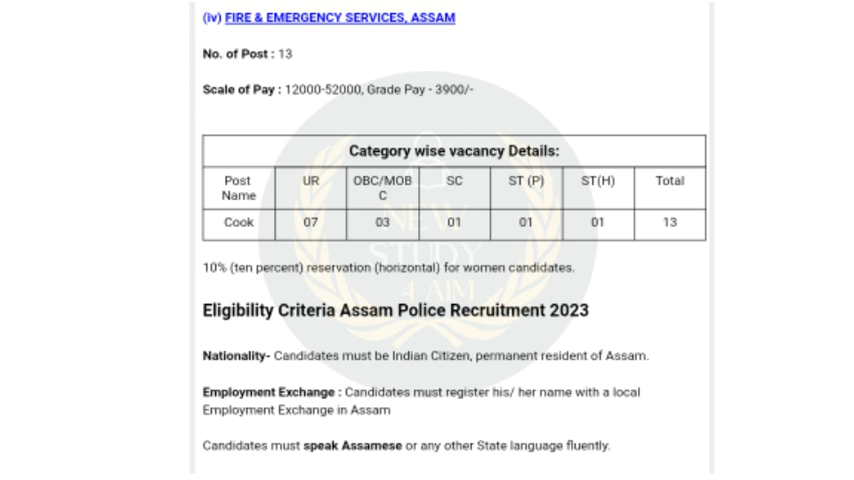 (iv) FIRE & EMERGENCY SERVICES, ASSAM
No. of Post : 13
Scale of Pay : 12000-52000, Grade Pay - 3900/-
Category wise vacancy Details:
Post Name UR OBC/MOBC SC ST (P) ST(H) Total
Cook 07 03 01 01 01 13
NEW
STUDY
4 AIM
10% (ten percent) reservation (horizontal) for women candidates.
Eligibility Criteria Assam Police Recruitment 2023
Nationality- Candidates must be Indian Citizen, permanent resident of Assam.
Employment Exchange : Candidates must register his/ her name with a local
Employment Exchange in Assam
Candidates must speak Assamese or any other State language fluently.